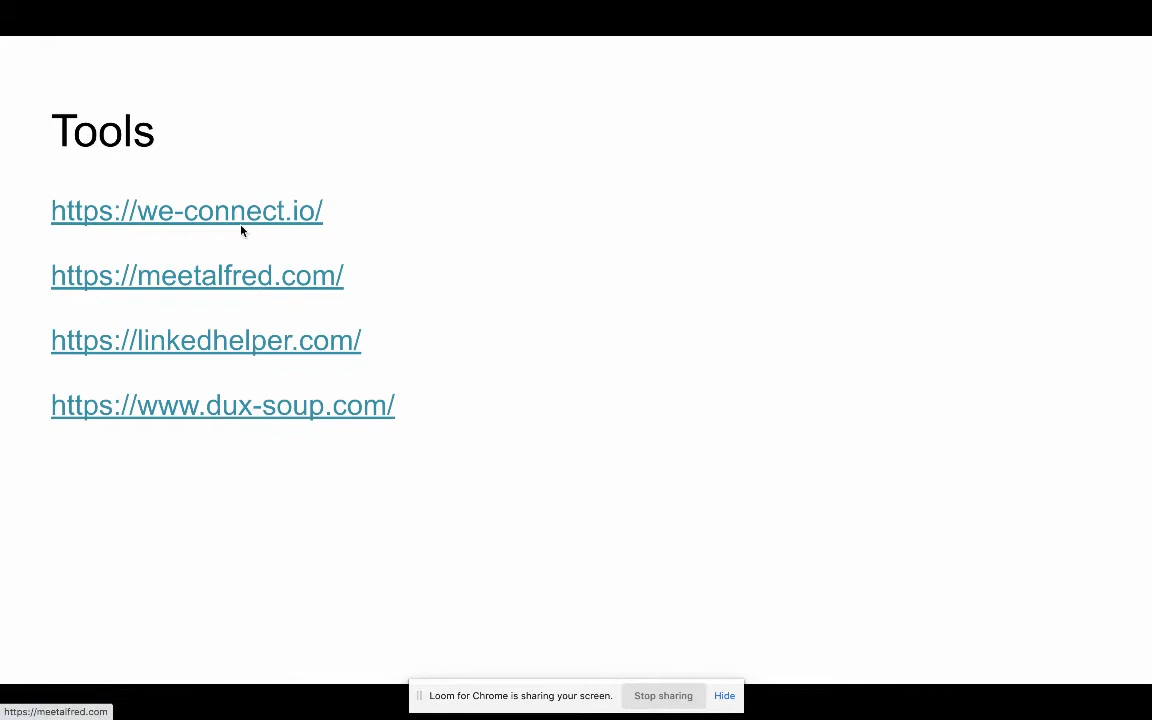 Tools
https://we-connect.io/
https://meetalfred.com/
https://linkedhelper.com/
https://www.dux-soup.com/
Loom for Chrome is sharing your screen. Stop sharing Hide
https://meetalfred.com